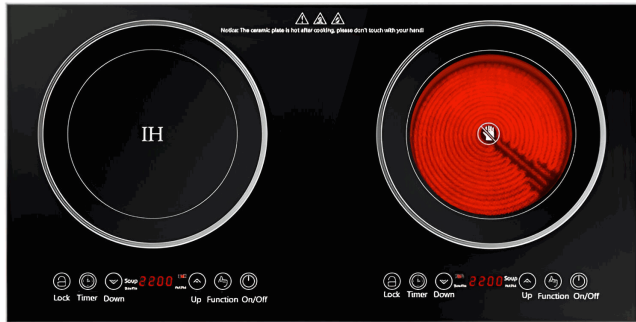 Notice: The ceramic plate is hot after cooking, please don't touch with your hand!
IH
Soup 2200
Lock Timer Down Up Function On/Off
2200 Soup
Lock Timer Down Up Function On/Off